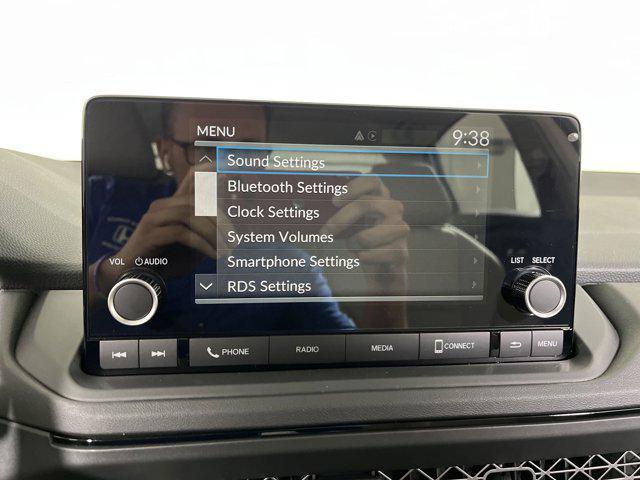 MENU
9:38
Sound Settings
Bluetooth Settings
Clock Settings
System Volumes
Smartphone Settings
RDS Settings
VOL AUDIO
LIST SELECT
PHONE RADIO MEDIA CONNECT MENU